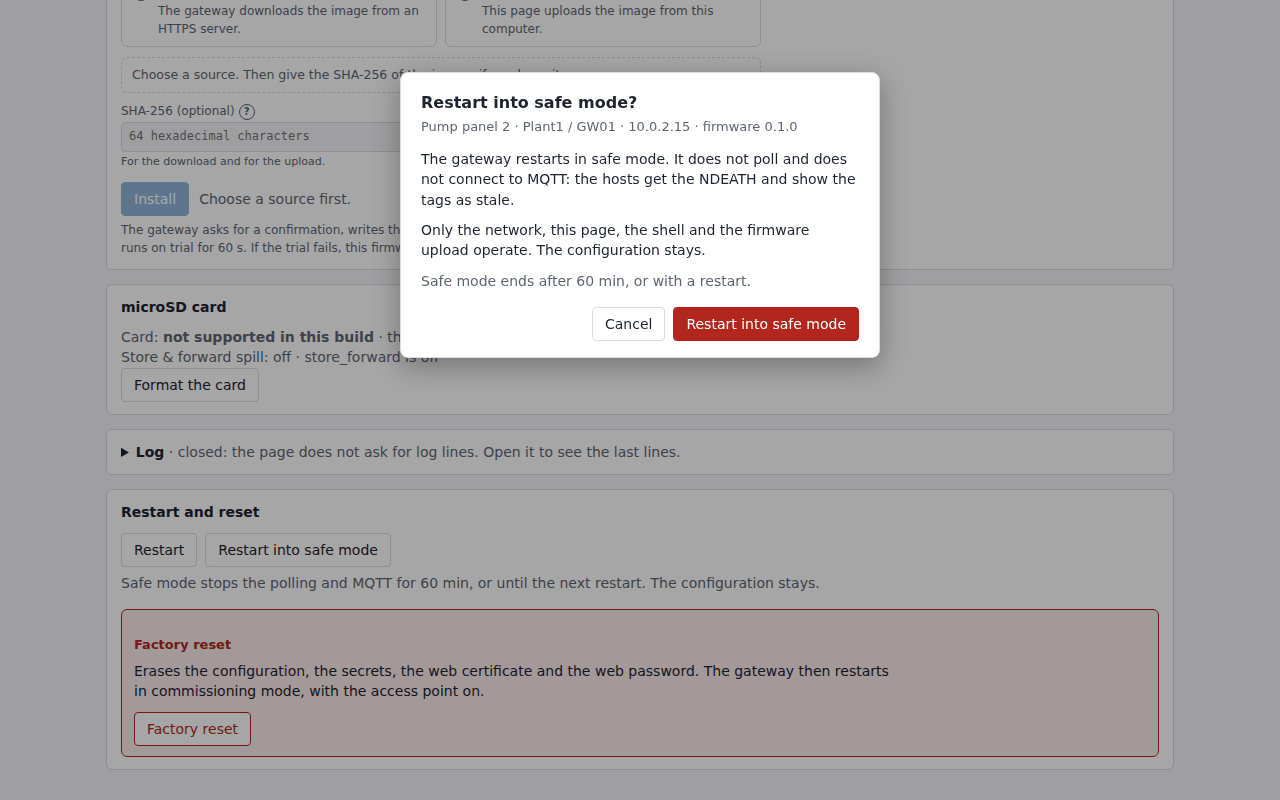 The gateway downloads the image from an
HTTPS server.
This page uploads the image from this
computer.
Choose a source. Then give the SHA-256 of
SHA-256 (optional) ?
64 hexadecimal characters
For the download and for the upload.
Install Choose a source first.
The gateway asks for a confirmation, writes
runs on trial for 60 s. If the trial fails, this
Restart into safe mode?
Pump panel 2 · Plant1 / GW01 · 10.0.2.15 · firmware 0.1.0
The gateway restarts in safe mode. It does not poll and does
not connect to MQTT: the hosts get the NDEATH and show the
tags as stale.
Only the network, this page, the shell and the firmware
upload operate. The configuration stays.
Safe mode ends after 60 min, or with a restart.
Cancel Restart into safe mode
microSD card
Card: not supported in this build ·
Store & forward spill: off · store_forward is off
Format the card
Log · closed: the page does not ask for log lines. Open it to see the last lines.
Restart and reset
Restart Restart into safe mode
Safe mode stops the polling and MQTT for 60 min, or until the next restart. The configuration stays.
Factory reset
Erases the configuration, the secrets, the web certificate and the web password. The gateway then restarts
in commissioning mode, with the access point on.
Factory reset